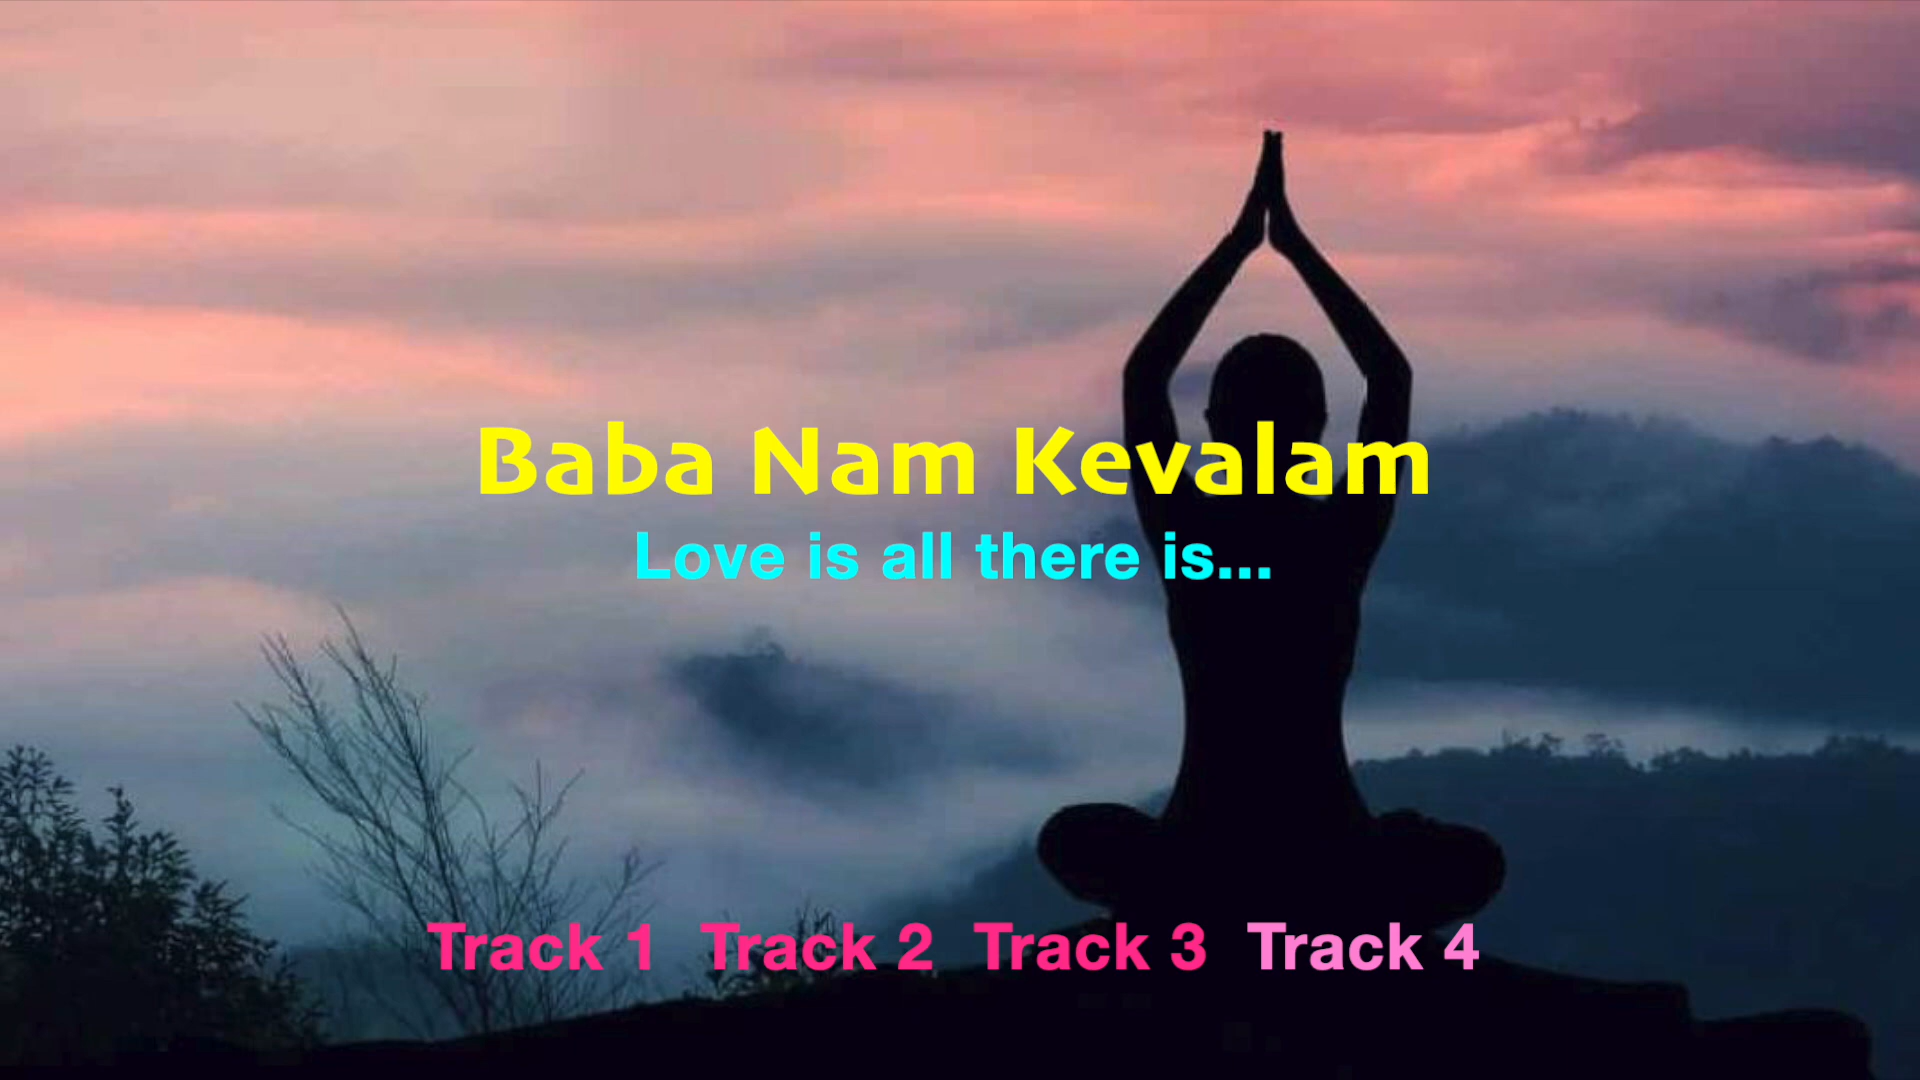 Baba Nam Kevalam
Love is all there is...
Track 1 Track 2 Track 3 Track 4